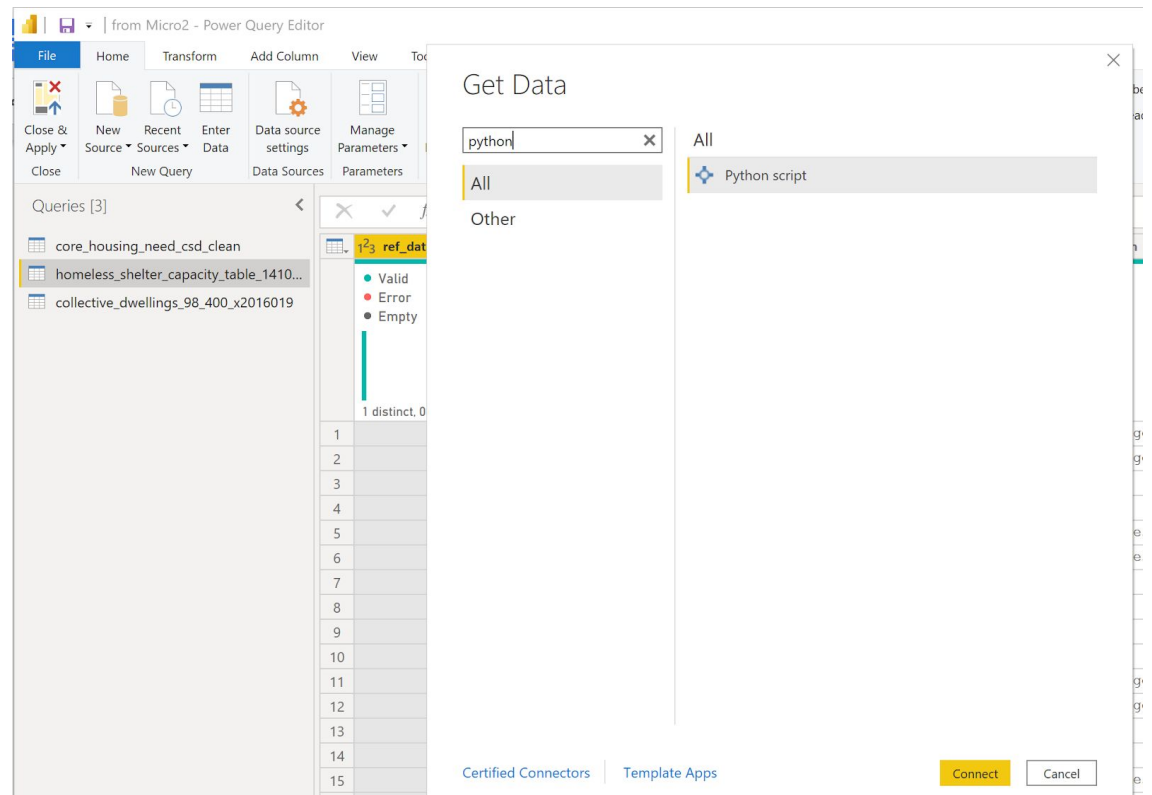 from Micro2 - Power Query Editor
File Home Transform Add Column View
Close & Apply
New Source
Recent Sources
Enter Data
Data source settings
Manage Parameters
Close New Query Data Sources Parameters
Queries [3]
core_housing_need_csd_clean
homeless_shelter_capacity_table_1410...
collective_dwellings_98_400_x2016019
1²3 ref_dat
Valid
Error
Empty
1 distinct, 0
1
2
3
4
5
6
7
8
9
10
11
12
13
14
15
Get Data
python
All
Other
All
Python script
Certified Connectors Template Apps
Connect Cancel